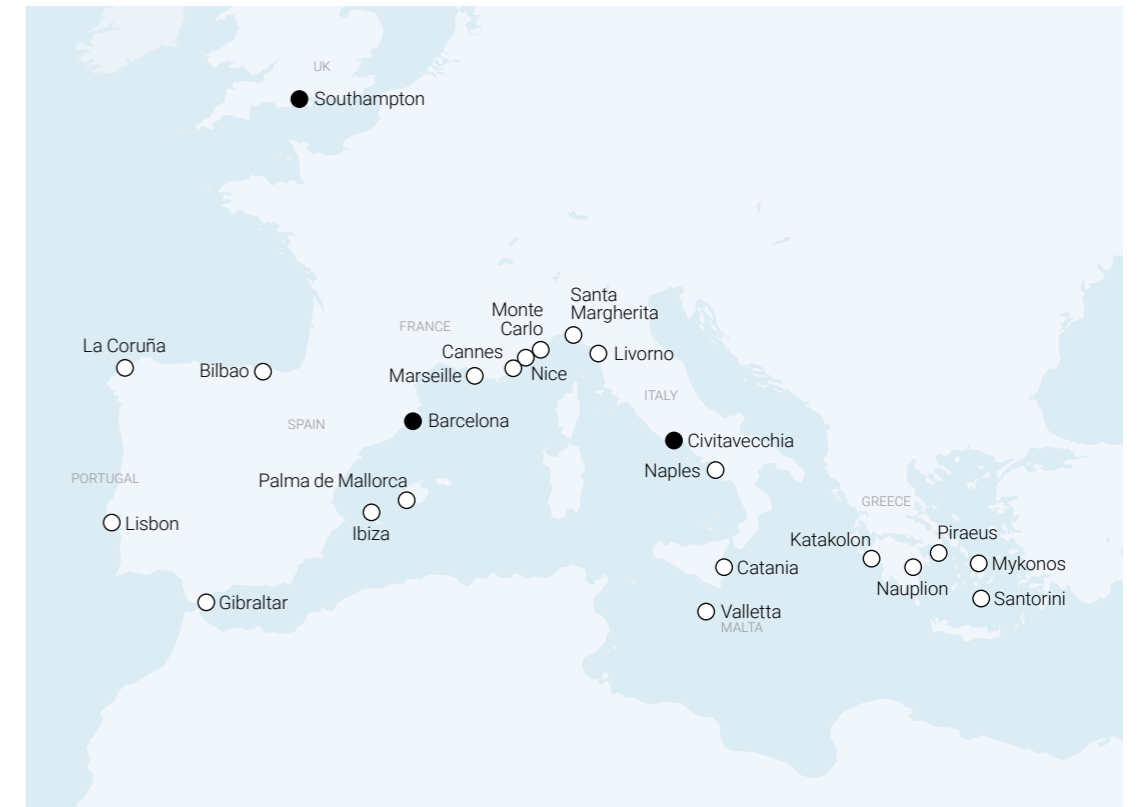 UK
Southampton
Santa
Margherita
Monte
Carlo
FRANCE
La Coruña
Cannes
Livorno
Bilbao
Marseille
Nice
ITALY
Barcelona
SPAIN
Civitavecchia
Naples
PORTUGAL
Palma de Mallorca
GREECE
Lisbon
Ibiza
Katakolon
Piraeus
Catania
Mykonos
Nauplion
Gibraltar
Santorini
Valletta
MALTA